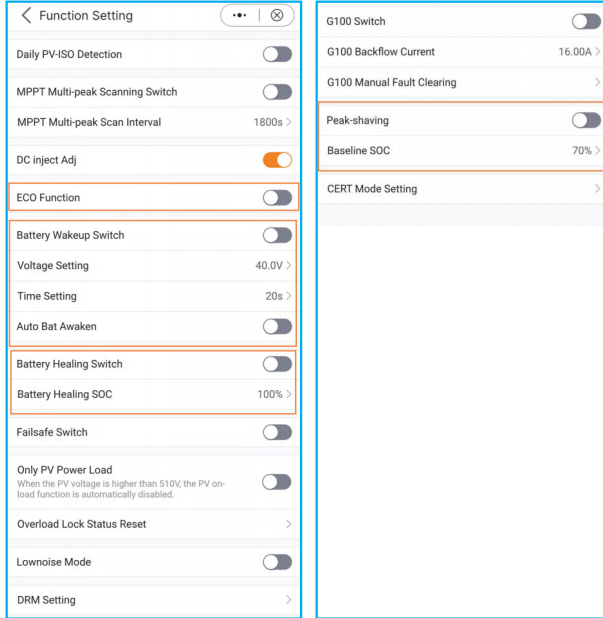 Function Setting
Daily PV-ISO Detection
MPPT Multi-peak Scanning Switch
MPPT Multi-peak Scan Interval 1800s
DC inject Adj
ECO Function
Battery Wakeup Switch
Voltage Setting 40.0V
Time Setting 20s
Auto Bat Awaken
Battery Healing Switch
Battery Healing SOC 100%
Failsafe Switch
Only PV Power Load
When the PV voltage is higher than 510V, the PV on-
load function is automatically disabled.
Overload Lock Status Reset
Lownoise Mode
DRM Setting
G100 Switch
G100 Backflow Current 16.00A
G100 Manual Fault Clearing
Peak-shaving
Baseline SOC 70%
CERT Mode Setting